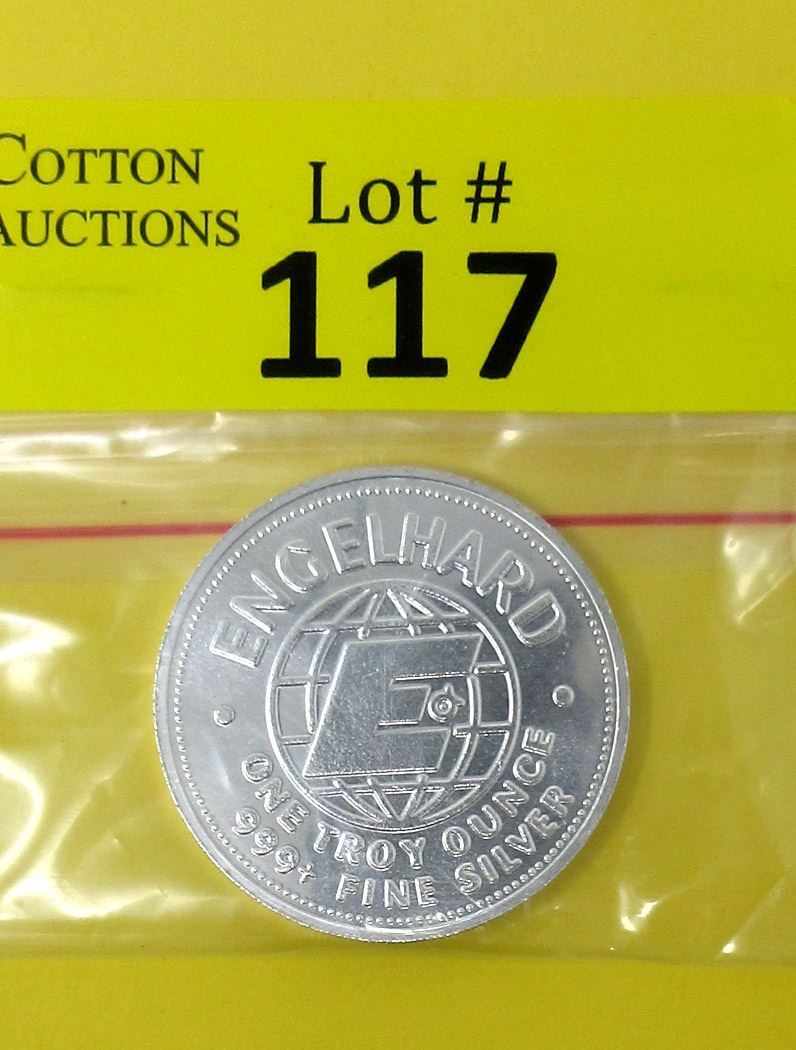 COTTON
AUCTIONS
Lot #
117
ENGELHARD
E
ONE TROY OUNCE
999+ FINE SILVER